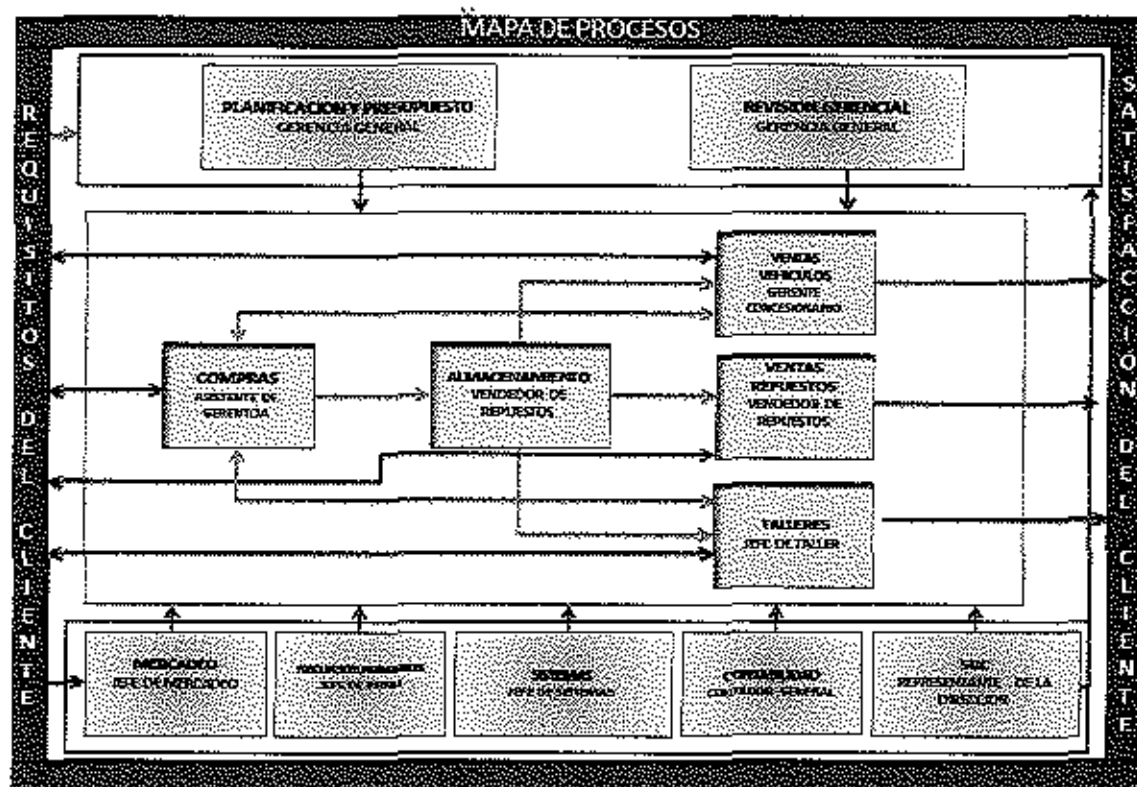 MAPA DE PROCESOS
REQUISITOS DEL CLIENTE
PLANIFICACION Y PRESUPUESTO
GERENCIA GENERAL
REVISION GERENCIAL
GERENCIA GENERAL
VENTAS
VEHICULOS
GERENTE
CONCESIONARIO
COMPRAS
ASISTENTE DE
GERENCIA
ALMACENAMIENTO
VENDEDOR DE
REPUESTOS
VENTAS
REPUESTOS
VENDEDOR DE
REPUESTOS
TALLERES
JEFE DE TALLER
MERCADEO
JEFE DE MERCADEO
JEFE DE
SISTEMAS
JEFE DE SISTEMAS
CONTABILIDAD
CONTADOR GENERAL
REPRESENTANTE DE LA
DIRECCION
SATISFACCIÓN DEL CLIENTE